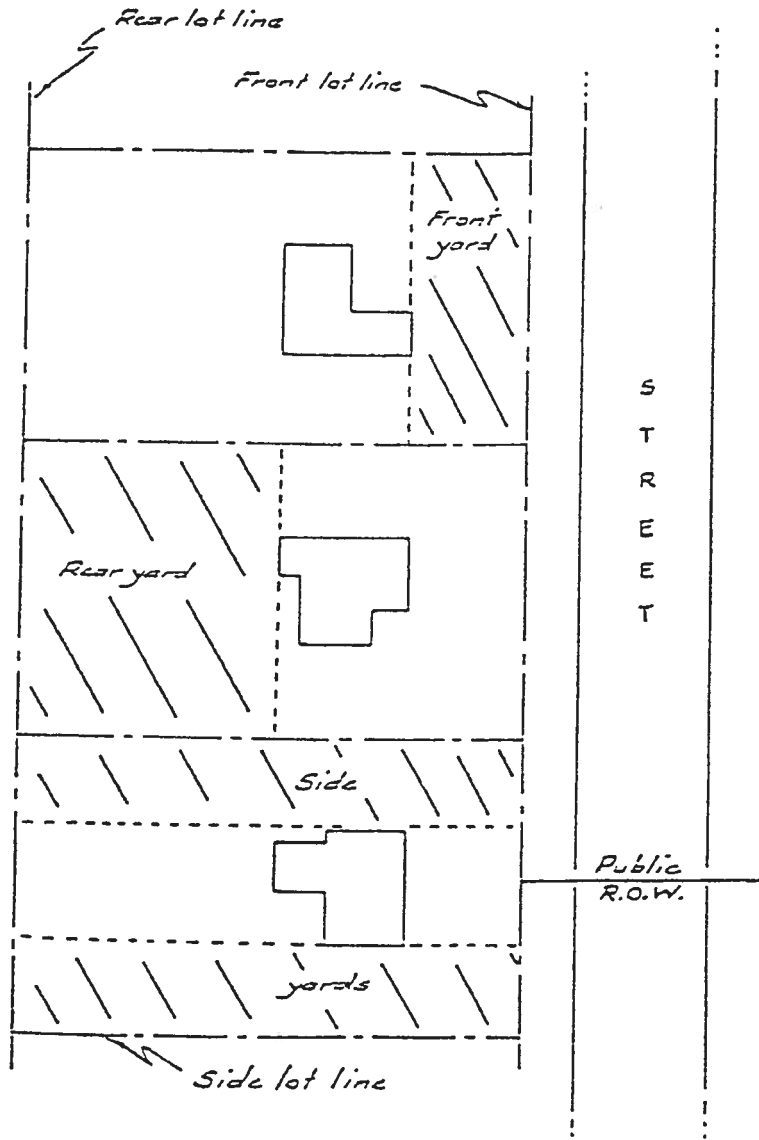 Rear lot line
Front lot line
Front
yard
S
T
R
E
E
T
Rear yard
Side
Public
R.O.W.
yards
Side lot line